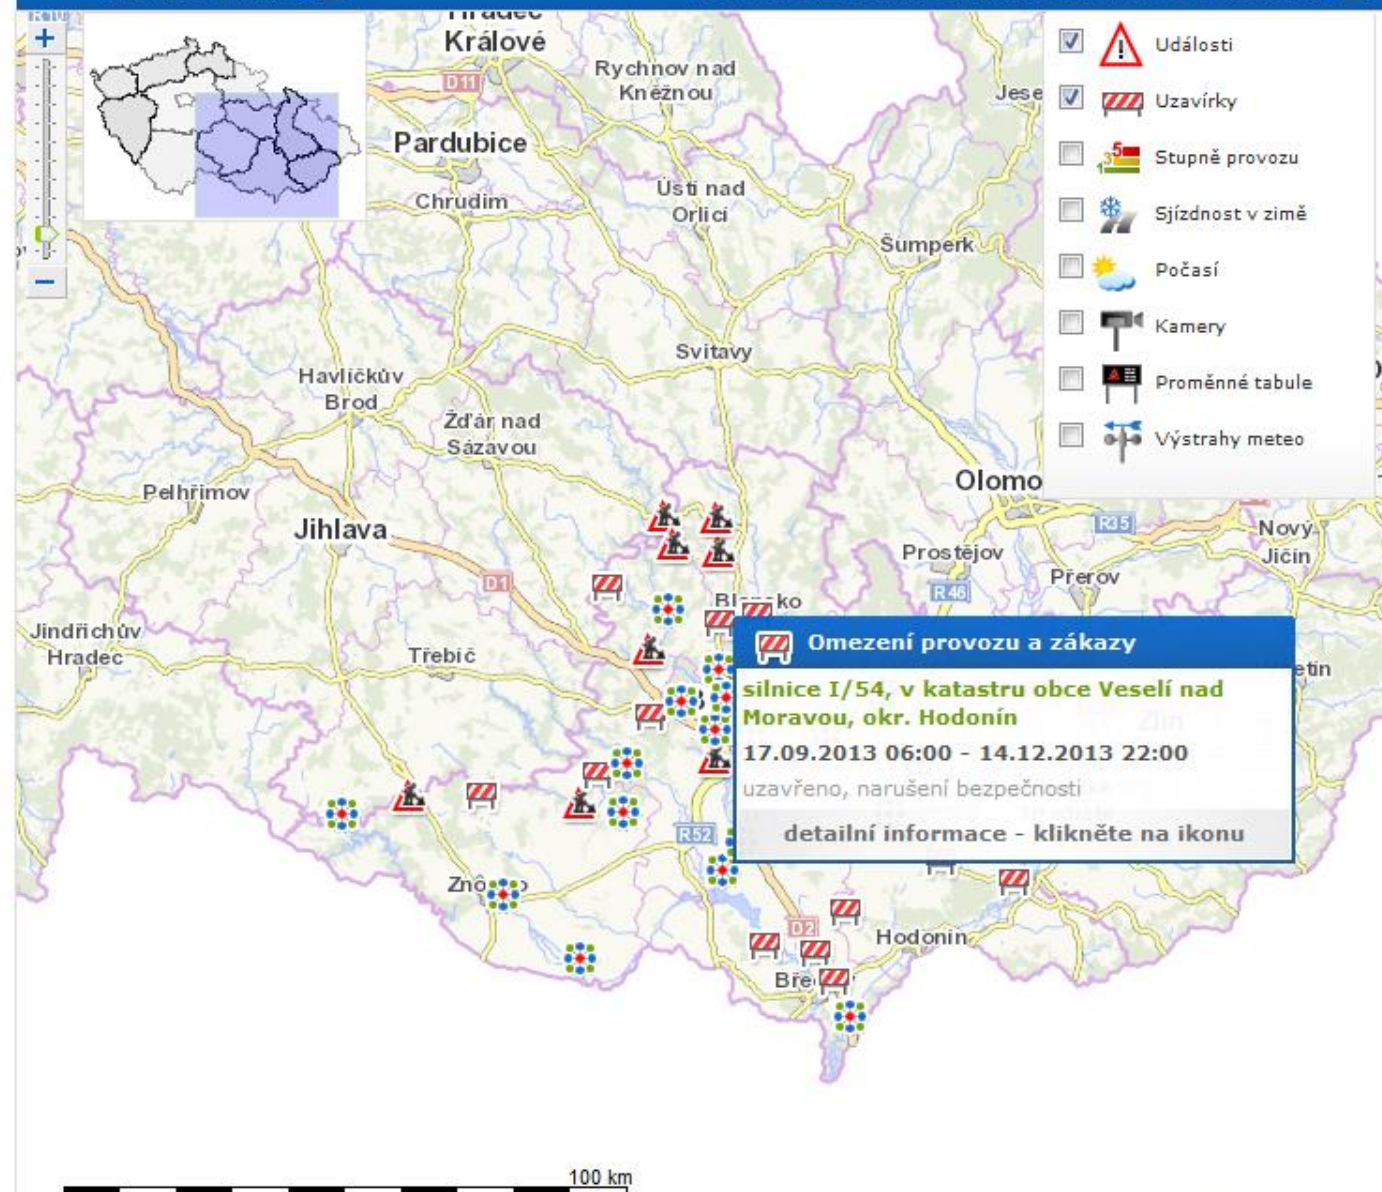 Hradec
Králové
D11
Rychnov nad
Kněžnou
Jese
Pardubice
Chrudim
Ústí nad
Orlicí
Šumperk
Události
Uzavírky
Stupně provozu
Sjízdnost v zimě
Počasí
Kamery
Proměnné tabule
Výstrahy meteo
Svitavy
Havlíčkův
Brod
Žďár nad
Sázavou
Pelhřimov
Jihlava
Olomo
R35
Nový
Jičín
Prostějov
Přerov
D1
R46
Jindřichův
Hradec
Třebíč
etín
Omezení provozu a zákazy
silnice I/54, v katastru obce Veselí nad
Moravou, okr. Hodonín
17.09.2013 06:00 - 14.12.2013 22:00
uzavřeno, narušení bezpečnosti
detailní informace - klikněte na ikonu
R52
D2
Hodonín
100 km